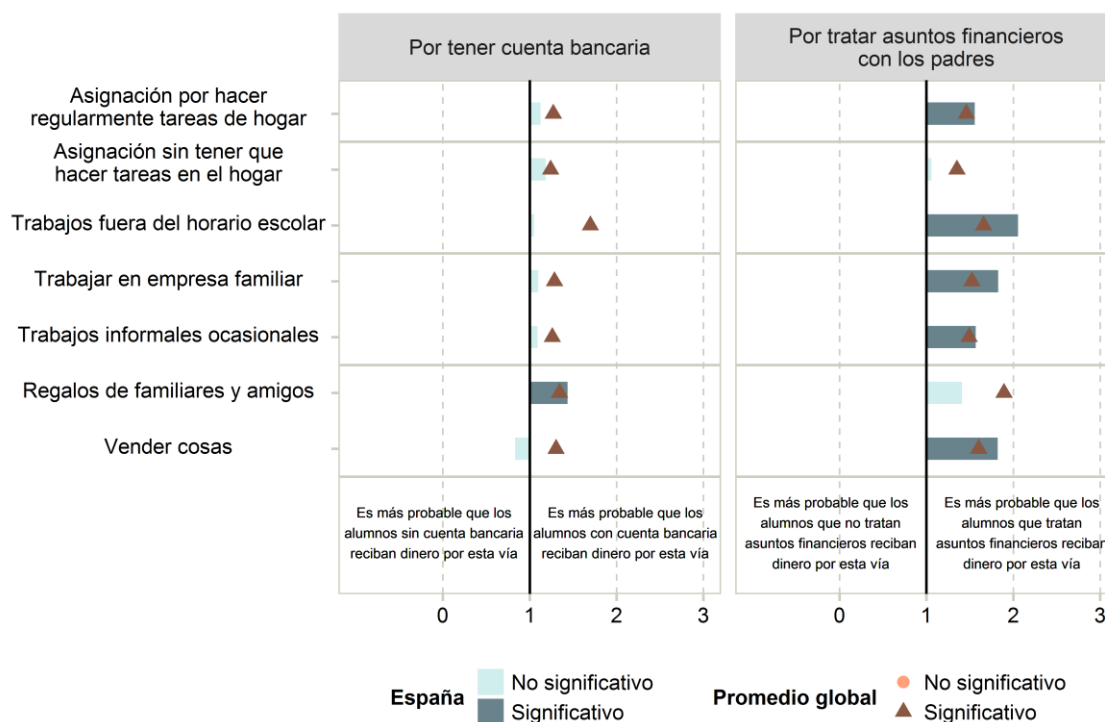 Por tener cuenta bancaria
Por tratar asuntos financieros
con los padres
Asignación por hacer
regularmente tareas de hogar
Asignación sin tener que
hacer tareas en el hogar
Trabajos fuera del horario escolar
Trabajar en empresa familiar
Trabajos informales ocasionales
Regalos de familiares y amigos
Vender cosas
Es más probable que los
alumnos sin cuenta bancaria
reciban dinero por esta vía
Es más probable que los
alumnos con cuenta bancaria
reciban dinero por esta vía
Es más probable que los
alumnos que no tratan
asuntos financieros reciban
dinero por esta vía
Es más probable que los
alumnos que tratan
asuntos financieros reciban
dinero por esta vía
0 1 2 3
0 1 2 3
España
No significativo
Significativo
Promedio global
No significativo
Significativo